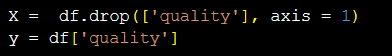 X =  df.drop(['quality'], axis = 1)
y = df['quality']